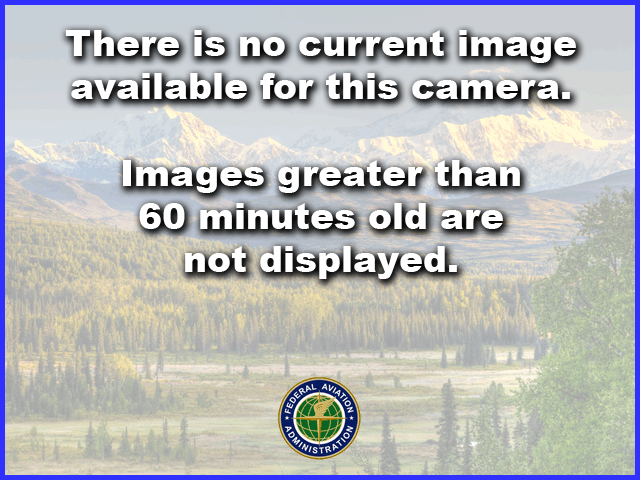 There is no current image
available for this camera.
Images greater than
60 minutes old are
not displayed.
FEDERAL AVIATION
ADMINISTRATION